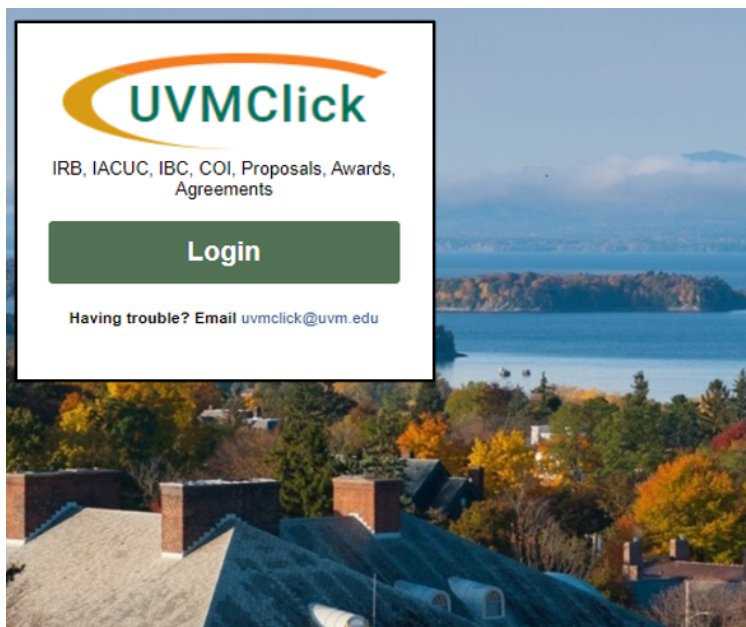 UVMClick
IRB, IACUC, IBC, COI, Proposals, Awards,
Agreements
Login
Having trouble? Email uvmclick@uvm.edu